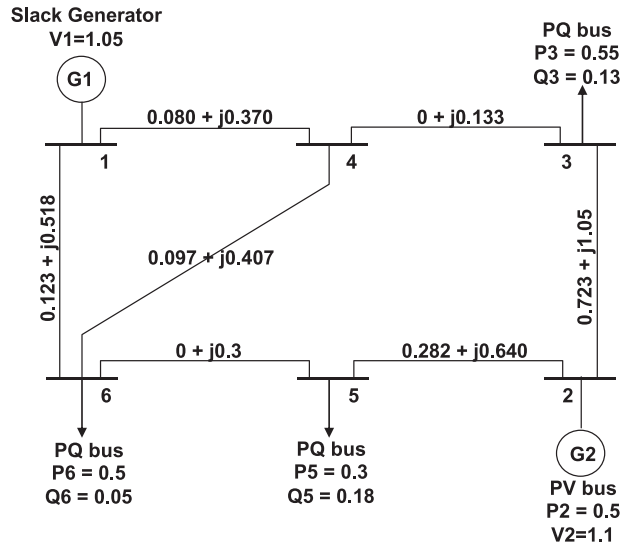 Slack Generator
V1=1.05
G1
PQ bus
P3 = 0.55
Q3 = 0.13
0.080 + j0.370
0 + j0.133
1
4
3
0.123 + j0.518
0.097 + j0.407
0.723 + j1.05
0 + j0.3
0.282 + j0.640
6
5
2
PQ bus
P6 = 0.5
Q6 = 0.05
PQ bus
P5 = 0.3
Q5 = 0.18
G2
PV bus
P2 = 0.5
V2=1.1